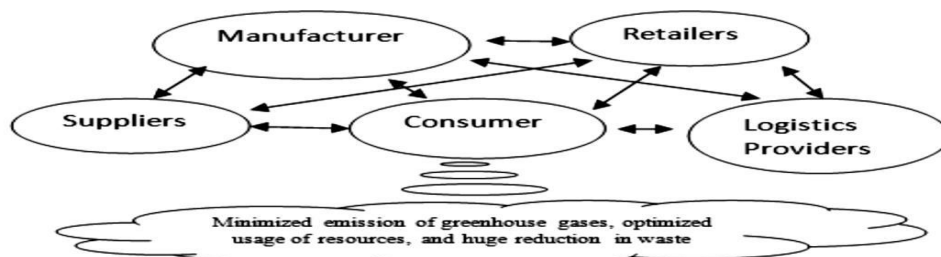 Manufacturer
Retailers
Suppliers
Consumer
Logistics
Providers
Minimized emission of greenhouse gases, optimized
usage of resources, and huge reduction in waste